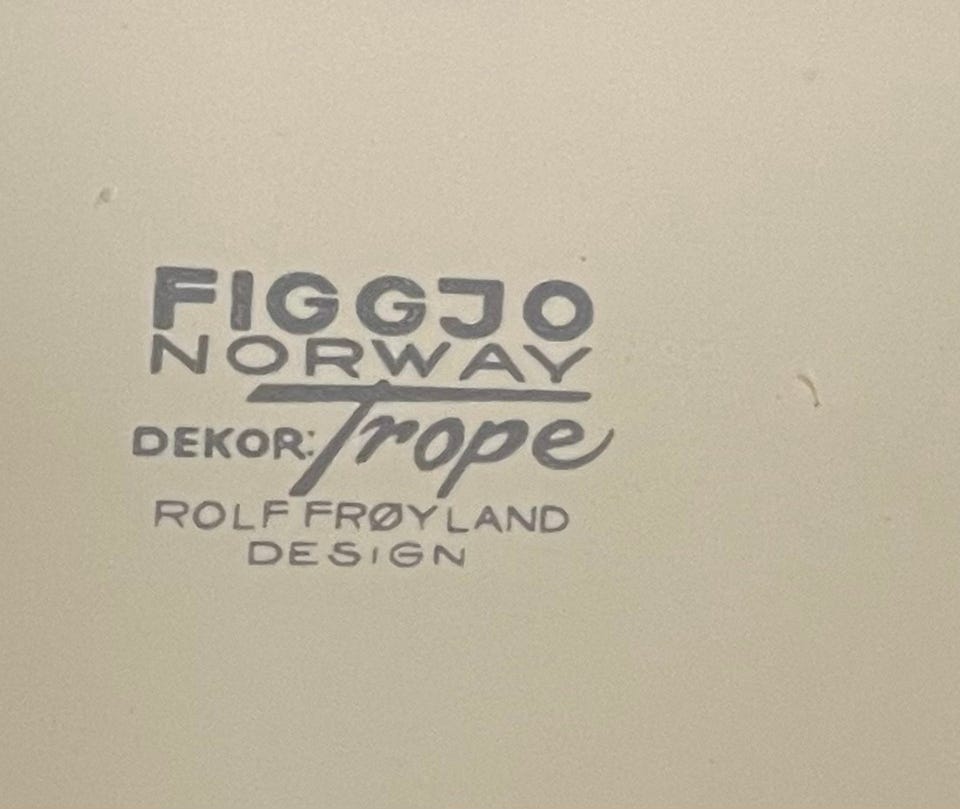 FIGGJO
NORWAY
DEKOR: Trope
ROLF FRØYLAND
DESIGN